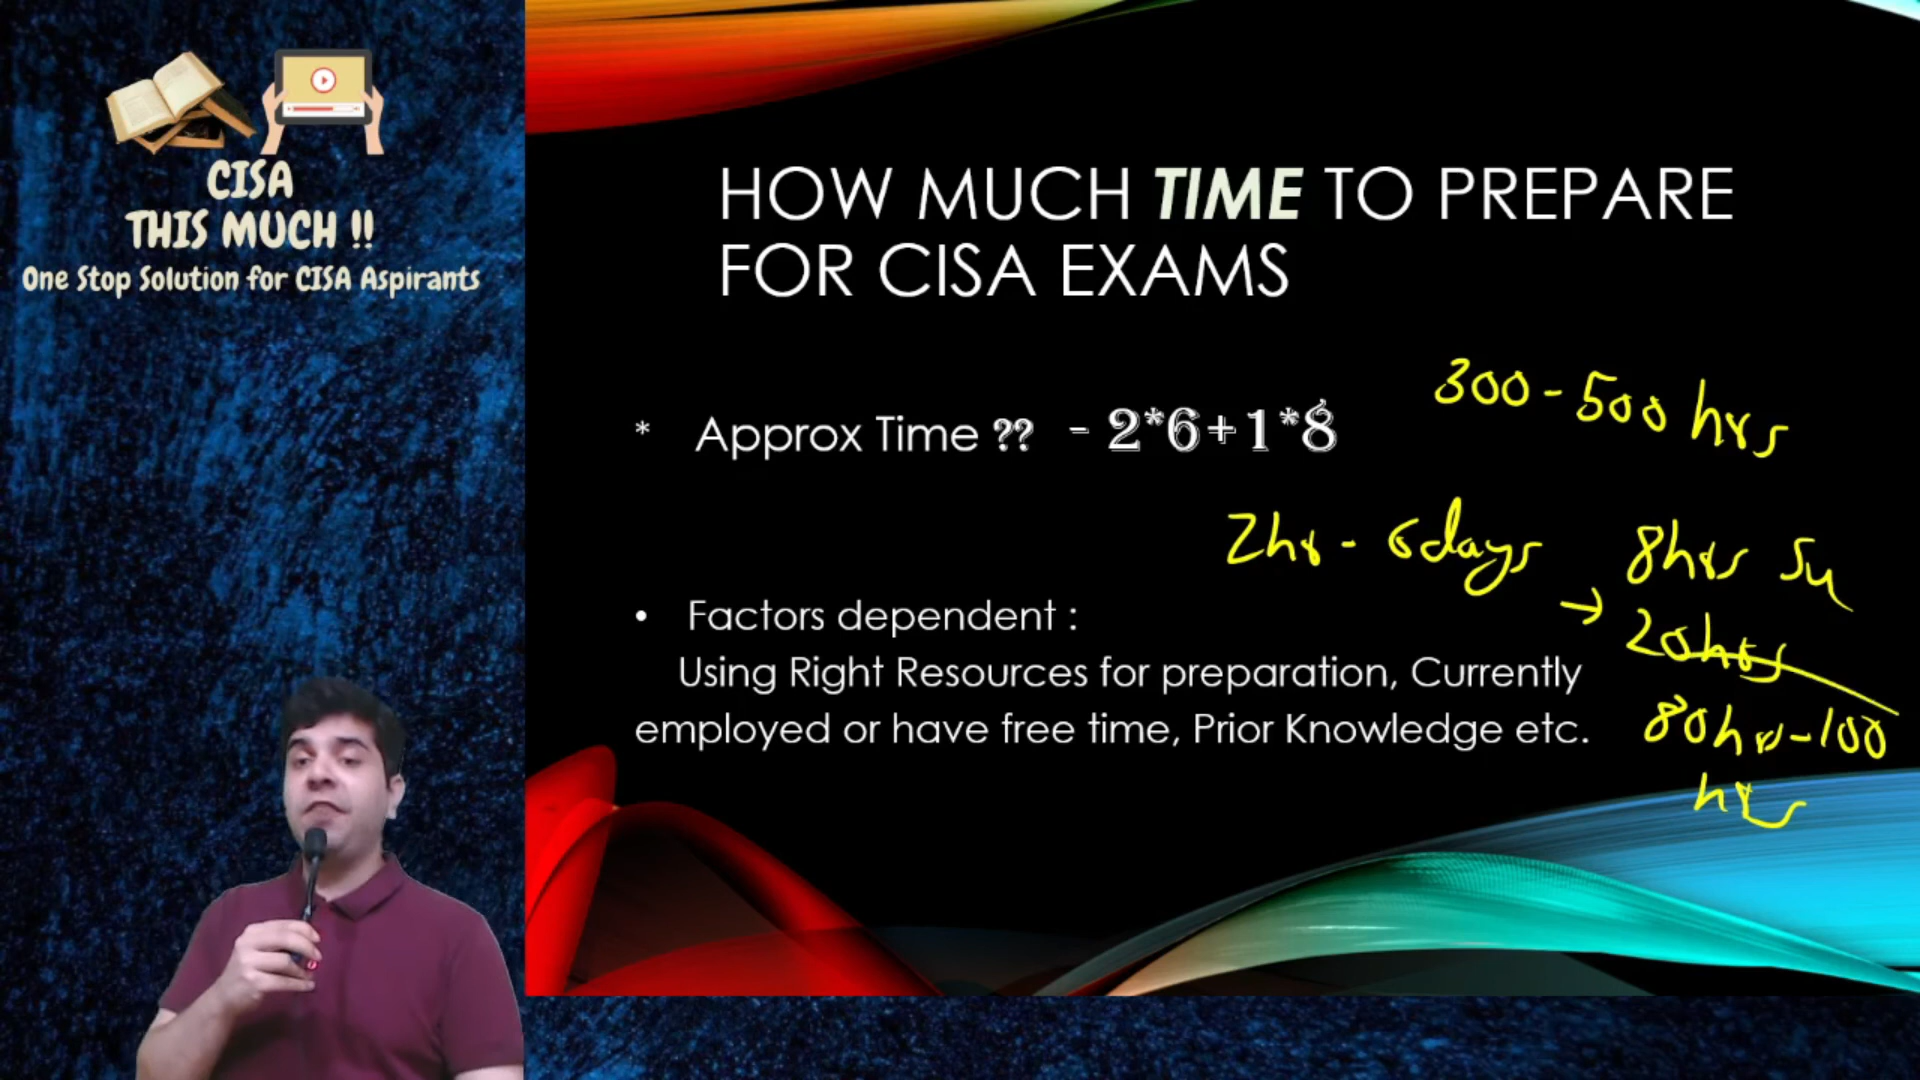 CISA
THIS MUCH !!
One Stop Solution for CISA Aspirants
HOW MUCH TIME TO PREPARE
FOR CISA EXAMS
* Approx Time ?? - 2*6+1*8
300-500 hrs
2hr - 6days
8hrs Su
→ 20hrs
80hrs-100
hrs
• Factors dependent :
Using Right Resources for preparation, Currently
employed or have free time, Prior Knowledge etc.